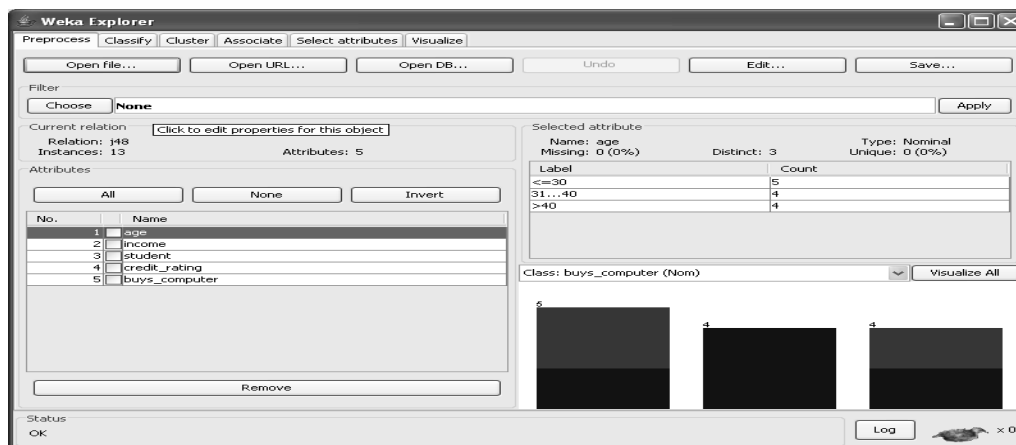 Weka Explorer
Preprocess Classify Cluster Associate Select attributes Visualize
Open file... Open URL... Open DB... Undo Edit... Save...
Filter
Choose None Apply
Current relation
Click to edit properties for this object
Relation: j48
Instances: 13 Attributes: 5
Attributes
All None Invert
No. Name
1 age
2 income
3 student
4 credit_rating
5 buys_computer
Remove
Selected attribute
Name: age Type: Nominal
Missing: 0 (0%) Distinct: 3 Unique: 0 (0%)
Label Count
<=30 5
31...40 4
>40 4
Class: buys_computer (Nom) Visualize All
5
4 4
Status
OK
Log x 0